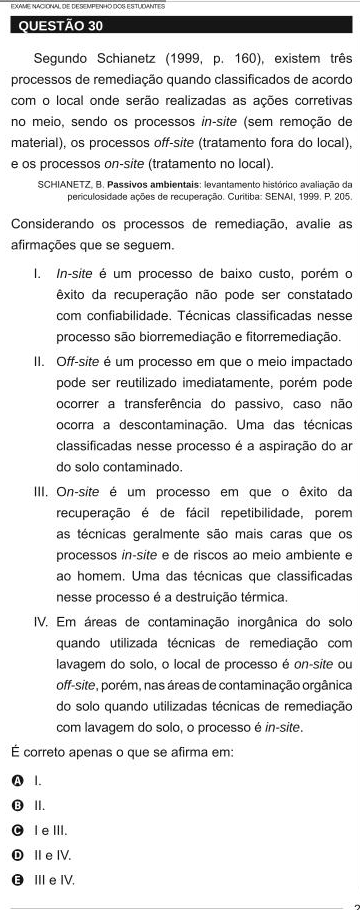 EXAME NACIONAL DE DESEMPENHO DOS ESTUDANTES
QUESTÃO 30
Segundo Schianetz (1999, p. 160), existem três
processos de remediação quando classificados de acordo
com o local onde serão realizadas as ações corretivas
no meio, sendo os processos in-site (sem remoção de
material), os processos off-site (tratamento fora do local),
e os processos on-site (tratamento no local).
SCHIANETZ, B. Passivos ambientais: levantamento histórico avaliação da
periculosidade ações de recuperação. Curitiba: SENAI, 1999. P. 205.
Considerando os processos de remediação, avalie as
afirmações que se seguem.
I. In-site é um processo de baixo custo, porém o
êxito da recuperação não pode ser constatado
com confiabilidade. Técnicas classificadas nesse
processo são biorremediação e fitorremediação.
II. Off-site é um processo em que o meio impactado
pode ser reutilizado imediatamente, porém pode
ocorrer a transferência do passivo, caso não
ocorra a descontaminação. Uma das técnicas
classificadas nesse processo é a aspiração do ar
do solo contaminado.
III. On-site é um processo em que o êxito da
recuperação é de fácil repetibilidade, porem
as técnicas geralmente são mais caras que os
processos in-site e de riscos ao meio ambiente e
ao homem. Uma das técnicas que classificadas
nesse processo é a destruição térmica.
IV. Em áreas de contaminação inorgânica do solo
quando utilizada técnicas de remediação com
lavagem do solo, o local de processo é on-site ou
off-site, porém, nas áreas de contaminação orgânica
do solo quando utilizadas técnicas de remediação
com lavagem do solo, o processo é in-site.
É correto apenas o que se afirma em:
A I.
B II.
C I e III.
D II e IV.
E III e IV.
2